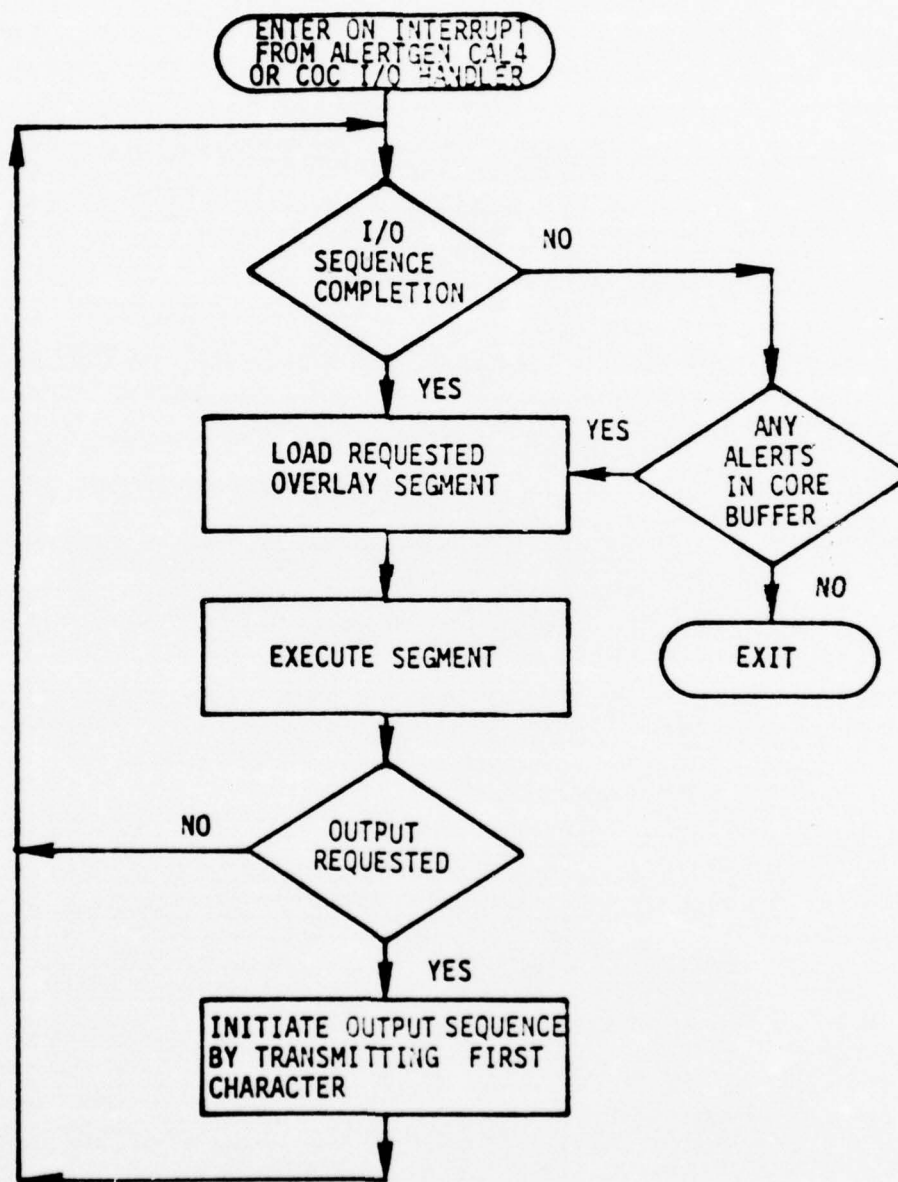 ENTER ON INTERRUPT
FROM ALERTGEN CAL4
OR COC I/O HANDLER
I/O
SEQUENCE
COMPLETION
NO
YES
LOAD REQUESTED
OVERLAY SEGMENT
YES
ANY
ALERTS
IN CORE
BUFFER
NO
EXIT
EXECUTE SEGMENT
OUTPUT
REQUESTED
NO
YES
INITIATE OUTPUT SEQUENCE
BY TRANSMITTING FIRST
CHARACTER